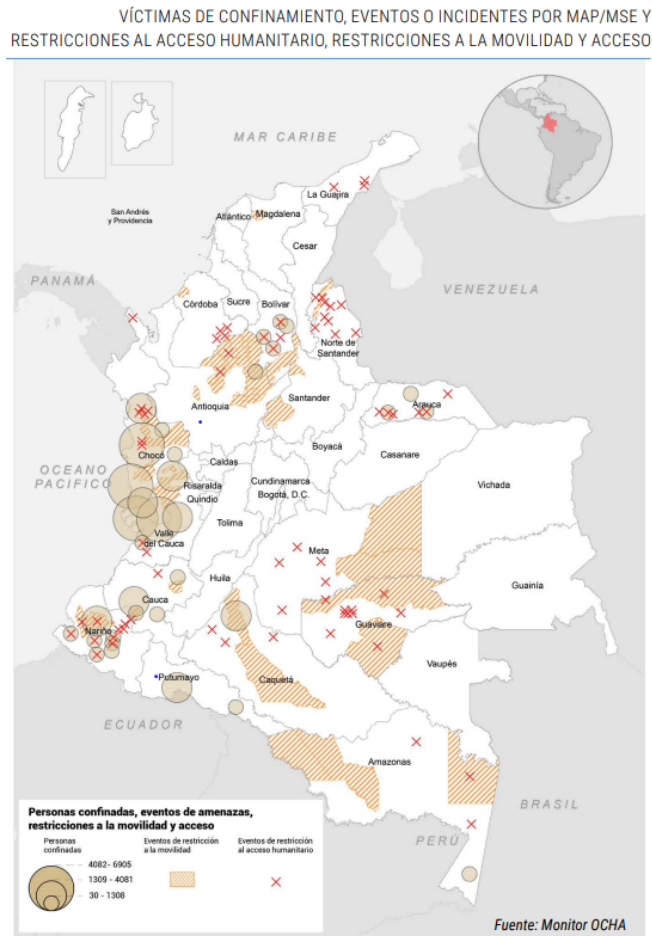 VÍCTIMAS DE CONFINAMIENTO, EVENTOS O INCIDENTES POR MAP/MSE Y
RESTRICCIONES AL ACCESO HUMANITARIO, RESTRICCIONES A LA MOVILIDAD Y ACCESO
MAR CARIBE
La Guajira
San Andrés
y Providencia
Atlántico
Magdalena
Cesar
PANAMÁ
VENEZUELA
Córdoba
Sucre
Bolívar
Norte de
Santander
Antioquia
Santander
Arauca
Boyacá
Chocó
Caldas
Casanare
OCEANO
PACIFICO
Risaralda
Cundinamarca
Vichada
Quindio
Bogotá, D.C.
Tolima
Valle
del Cauca
Meta
Huila
Guainía
Cauca
Nariño
Guaviare
Vaupés
Putumayo
Caquetá
ECUADOR
Amazonas
BRASIL
PERÚ
Personas confinadas, eventos de amenazas,
restricciones a la movilidad y acceso
Personas
confinadas
Eventos de restricción
a la movilidad
Eventos de restricción
al acceso humanitario
4082- 6905
1309 - 4081
30 - 1308
Fuente: Monitor OCHA